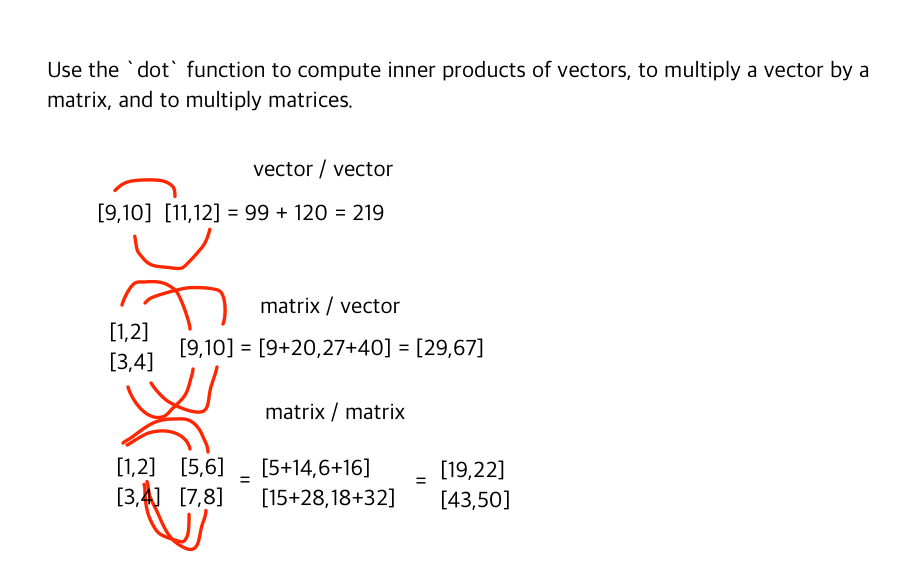 Use the `dot` function to compute inner products of vectors, to multiply a vector by a
matrix, and to multiply matrices.
vector / vector
[9,10] [11,12] = 99 + 120 = 219
matrix / vector
[1,2]
[3,4] [9,10] = [9+20,27+40] = [29,67]
matrix / matrix
[1,2] [5,6] = [5+14,6+16] = [19,22]
[3,4] [7,8] [15+28,18+32] [43,50]